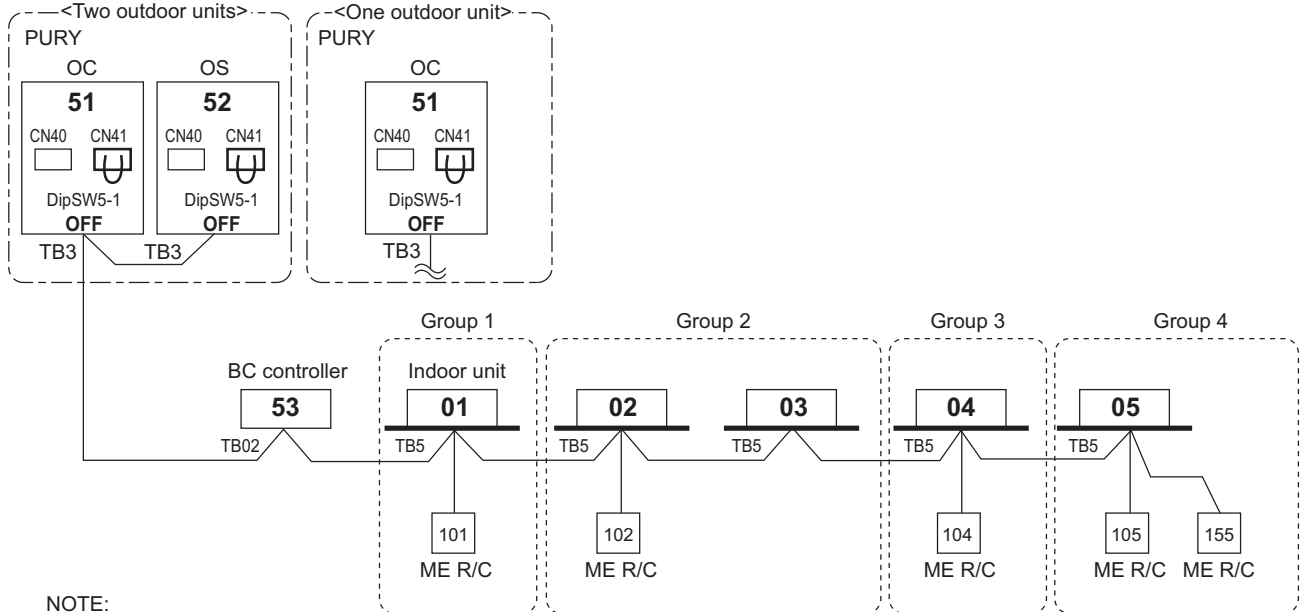 <Two outdoor units> <One outdoor unit>
PURY PURY
OC OS OC
51 52 51
CN40 CN41 CN40 CN41 CN40 CN41
DipSW5-1 DipSW5-1 DipSW5-1
OFF OFF OFF
TB3 TB3 TB3
Group 1 Group 2 Group 3 Group 4
BC controller Indoor unit
53 01 02 03 04 05
TB02 TB5 TB5 TB5 TB5 TB5
101 102 104 105 155
ME R/C ME R/C ME R/C ME R/C ME R/C
NOTE: